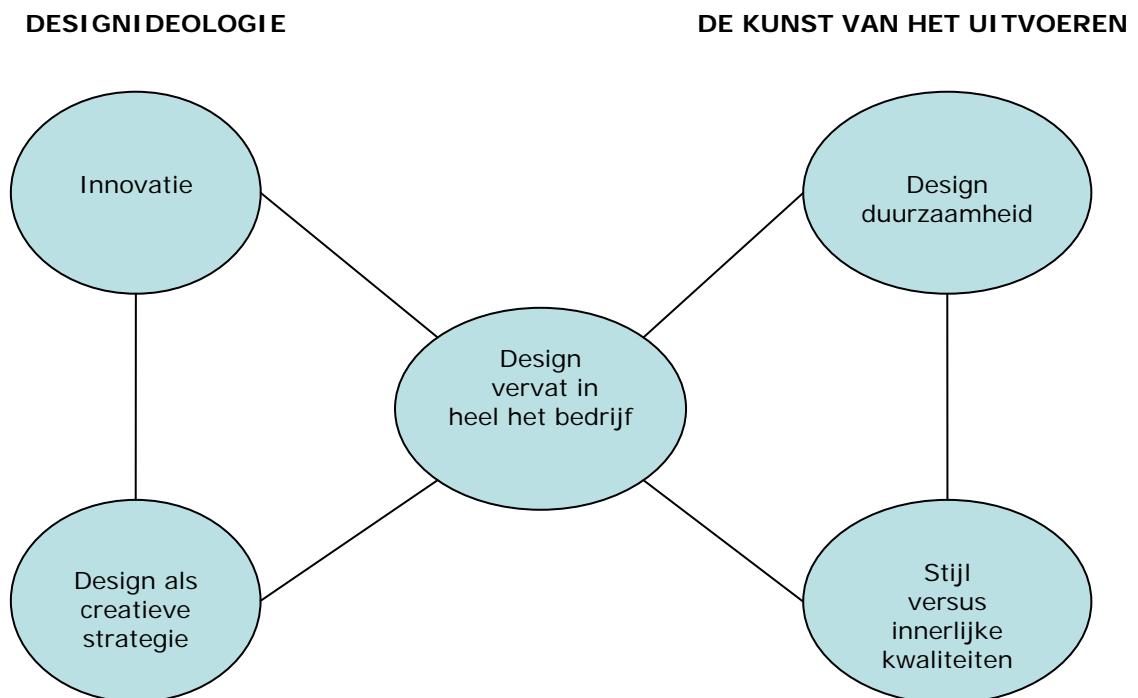 DESIGNIDEOLOGIE
DE KUNST VAN HET UITVOEREN
Innovatie
Design
duurzaamheid
Design
vervat in
heel het bedrijf
Design als
creatieve
strategie
Stijl
versus
innerlijke
kwaliteiten